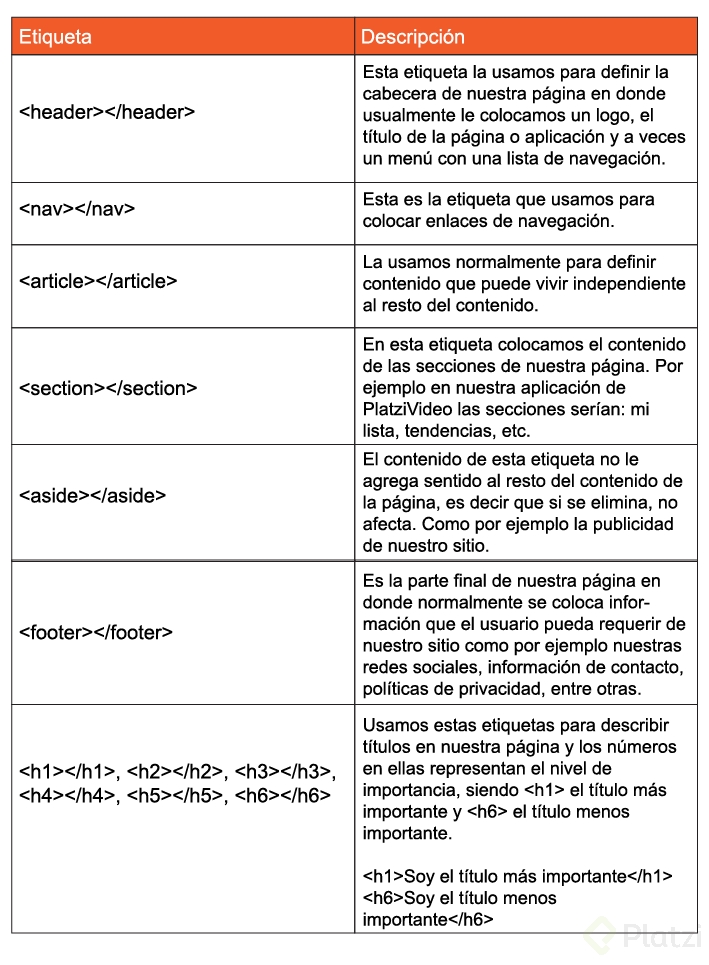 Etiqueta
Descripción
<header></header>
Esta etiqueta la usamos para definir la
cabecera de nuestra página en donde
usualmente le colocamos un logo, el
título de la página o aplicación y a veces
un menú con una lista de navegación.
<nav></nav>
Esta es la etiqueta que usamos para
colocar enlaces de navegación.
<article></article>
La usamos normalmente para definir
contenido que puede vivir independiente
al resto del contenido.
<section></section>
En esta etiqueta colocamos el contenido
de las secciones de nuestra página. Por
ejemplo en nuestra aplicación de
PlatziVideo las secciones serían: mi
lista, tendencias, etc.
<aside></aside>
El contenido de esta etiqueta no le
agrega sentido al resto del contenido de
la página, es decir que si se elimina, no
afecta. Como por ejemplo la publicidad
de nuestro sitio.
<footer></footer>
Es la parte final de nuestra página en
donde normalmente se coloca infor-
mación que el usuario pueda requerir de
nuestro sitio como por ejemplo nuestras
redes sociales, información de contacto,
políticas de privacidad, entre otras.
<h1></h1>, <h2></h2>, <h3></h3>,
<h4></h4>, <h5></h5>, <h6></h6>
Usamos estas etiquetas para describir
títulos en nuestra página y los números
en ellas representan el nivel de
importancia, siendo <h1> el título más
importante y <h6> el título menos
importante.
<h1>Soy el título más importante</h1>
<h6>Soy el título menos
importante</h6>
Platzi